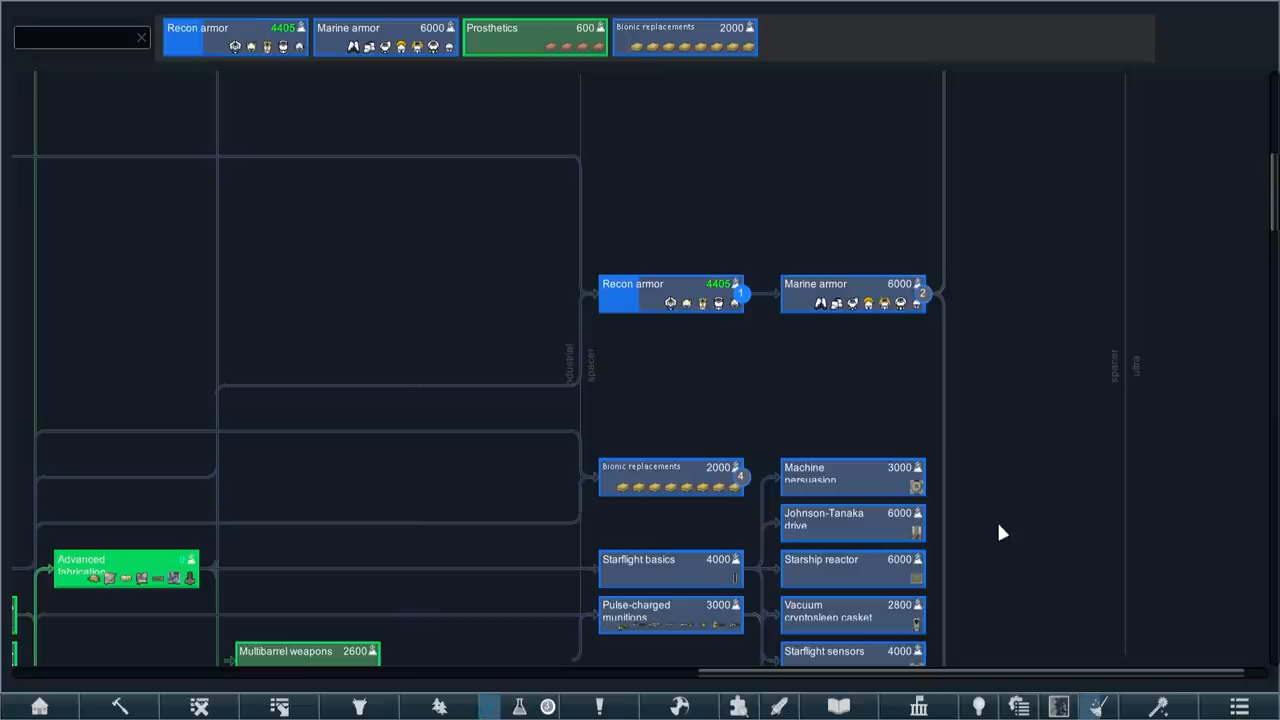 Recon armor 4405
Marine armor 6000
Prosthetics 600
Bionic replacements 2000
Recon armor 4405
1
Marine armor 6000
2
industrial
spacer
spacer
ultra
Bionic replacements 2000
4
Machine persuasion 3000
Johnson-Tanaka drive 6000
Advanced fabrication 0
Starflight basics 4000
Starship reactor 6000
Pulse-charged munitions 3000
Vacuum cryptosleep casket 2800
Multibarrel weapons 2600
Starflight sensors 4000